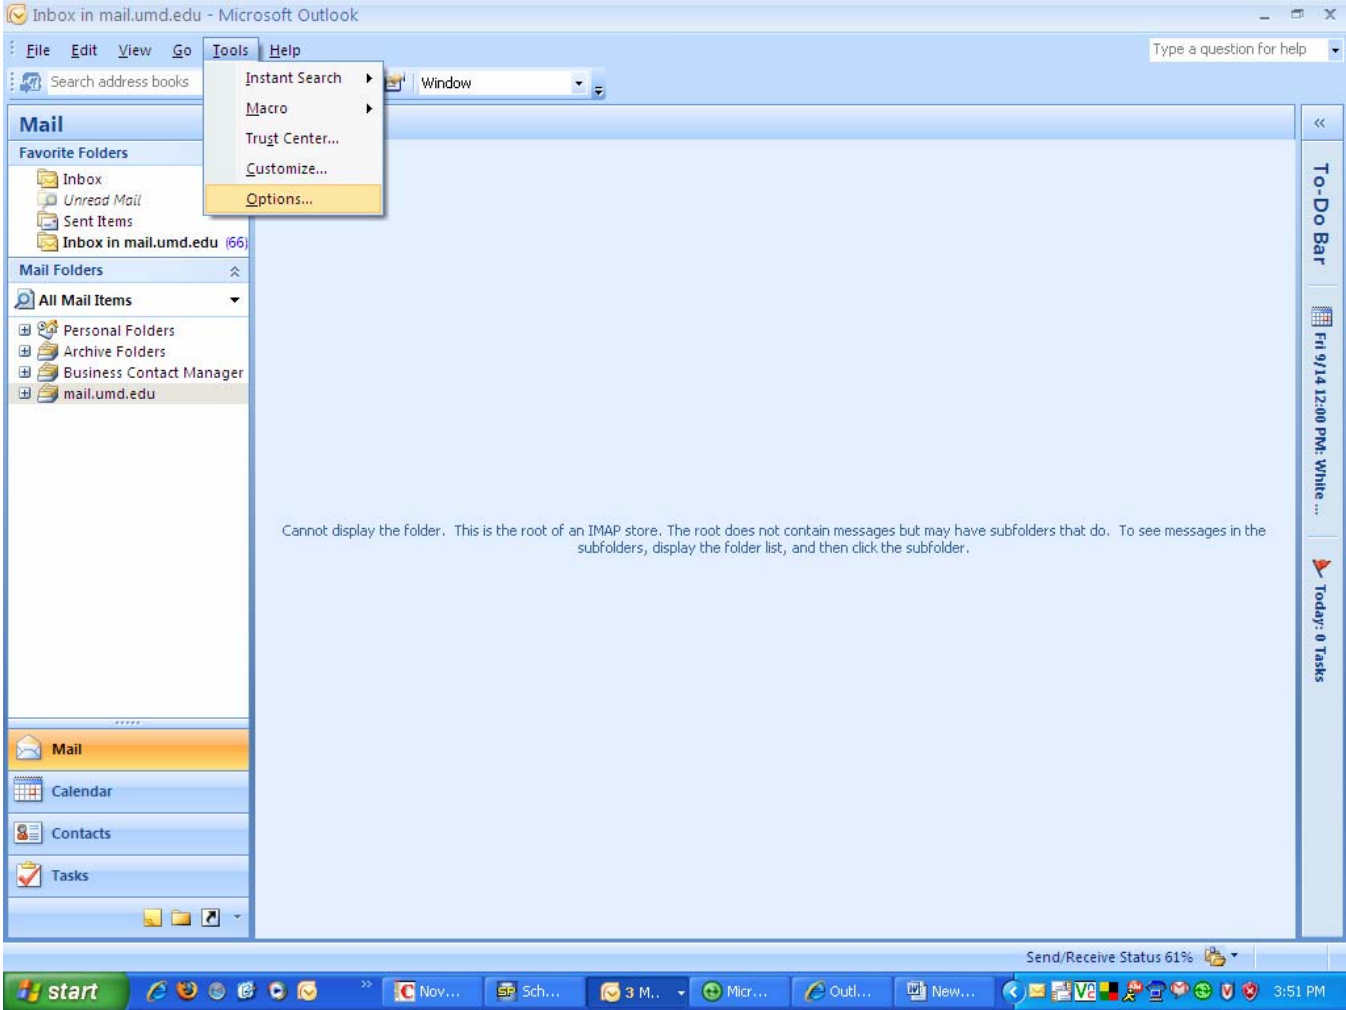 Inbox in mail.umd.edu - Microsoft Outlook
File Edit View Go Tools Help
Type a question for help
Search address books
Window
Instant Search
Macro
Trust Center...
Customize...
Options...
Mail
Favorite Folders
Inbox
Unread Mail
Sent Items
Inbox in mail.umd.edu (66)
Mail Folders
All Mail Items
Personal Folders
Archive Folders
Business Contact Manager
mail.umd.edu
Cannot display the folder. This is the root of an IMAP store. The root does not contain messages but may have subfolders that do. To see messages in the
subfolders, display the folder list, and then click the subfolder.
To-Do Bar
Fri 9/14 12:00 PM: White ...
Today: 0 Tasks
Mail
Calendar
Contacts
Tasks
Send/Receive Status 61%
start
Nov...
Sch...
3 M..
Micr...
Outl...
New...
3:51 PM